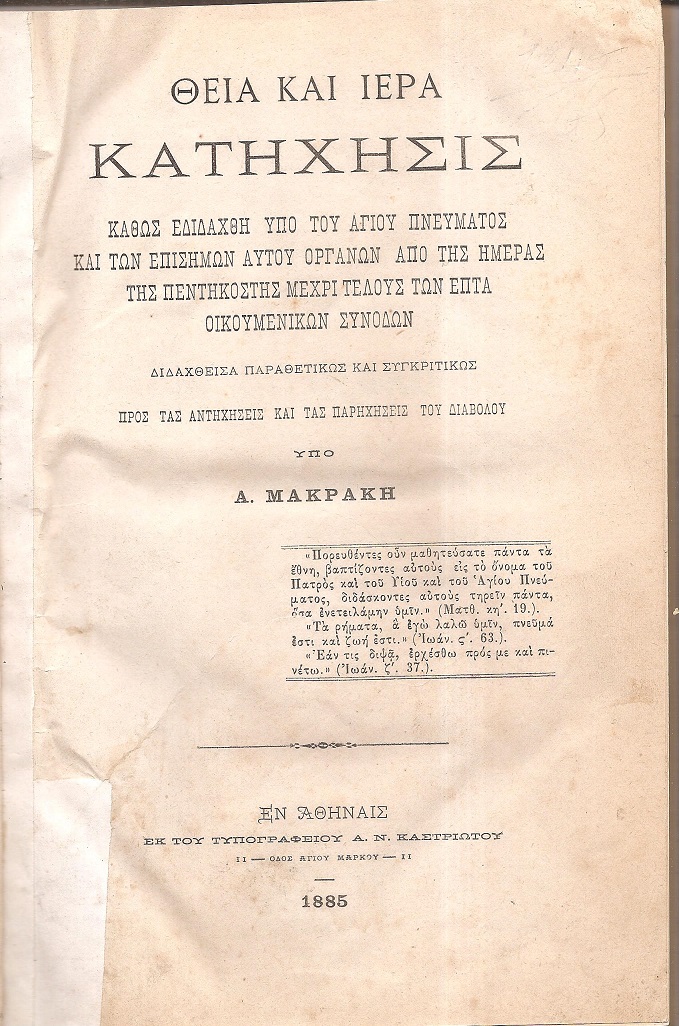 ΘΕΙΑ ΚΑΙ ΙΕΡΑ
ΚΑΤΗΧΗΣΙΣ
ΚΑΘΩΣ ΕΔΙΔΑΧΘΗ ΥΠΟ ΤΟΥ ΑΓΙΟΥ ΠΝΕΥΜΑΤΟΣ
ΚΑΙ ΤΩΝ ΕΠΙΣΗΜΩΝ ΑΥΤΟΥ ΟΡΓΑΝΩΝ ΑΠΟ ΤΗΣ ΗΜΕΡΑΣ
ΤΗΣ ΠΕΝΤΗΚΟΣΤΗΣ ΜΕΧΡΙ ΤΕΛΟΥΣ ΤΩΝ ΕΠΤΑ
ΟΙΚΟΥΜΕΝΙΚΩΝ ΣΥΝΟΔΩΝ
ΔΙΔΑΧΘΕΙΣΑ ΠΑΡΑΘΕΤΙΚΩΣ ΚΑΙ ΣΥΓΚΡΙΤΙΚΩΣ
ΠΡΟΣ ΤΑΣ ΑΝΤΗΧΗΣΕΙΣ ΚΑΙ ΤΑΣ ΠΑΡΗΧΗΣΕΙΣ ΤΟΥ ΔΙΑΒΟΛΟΥ
ΥΠΟ
Α. ΜΑΚΡΑΚΗ
«Πορευθέντες οὖν μαθητεύσατε πάντα τὰ
ἔθνη, βαπτίζοντες αὐτοὺς εἰς τὸ ὄνομα τοῦ
Πατρὸς καὶ τοῦ Υἱοῦ καὶ τοῦ Ἁγίου Πνεύ-
ματος, διδάσκοντες αὐτοὺς τηρεῖν πάντα,
ὅσα ἐνετειλάμην ὑμῖν.» (Ματθ. κη΄. 19.).
«Τὰ ρήματα, ἃ ἐγὼ λαλῶ ὑμῖν, πνεῦμά
ἐστι καὶ ζωή ἐστι.» (Ἰωάν. ς΄. 63.).
«Ἐάν τις διψᾷ, ἐρχέσθω πρός με καὶ πι-
νέτω.» (Ἰωάν. ζ΄. 37.).
ΕΝ ΑΘΗΝΑΙΣ
ΕΚ ΤΟΥ ΤΥΠΟΓΡΑΦΕΙΟΥ Α. Ν. ΚΑΣΤΡΙΩΤΟΥ
11 — ΟΔΟΣ ΑΓΙΟΥ ΜΑΡΚΟΥ — 11
1885